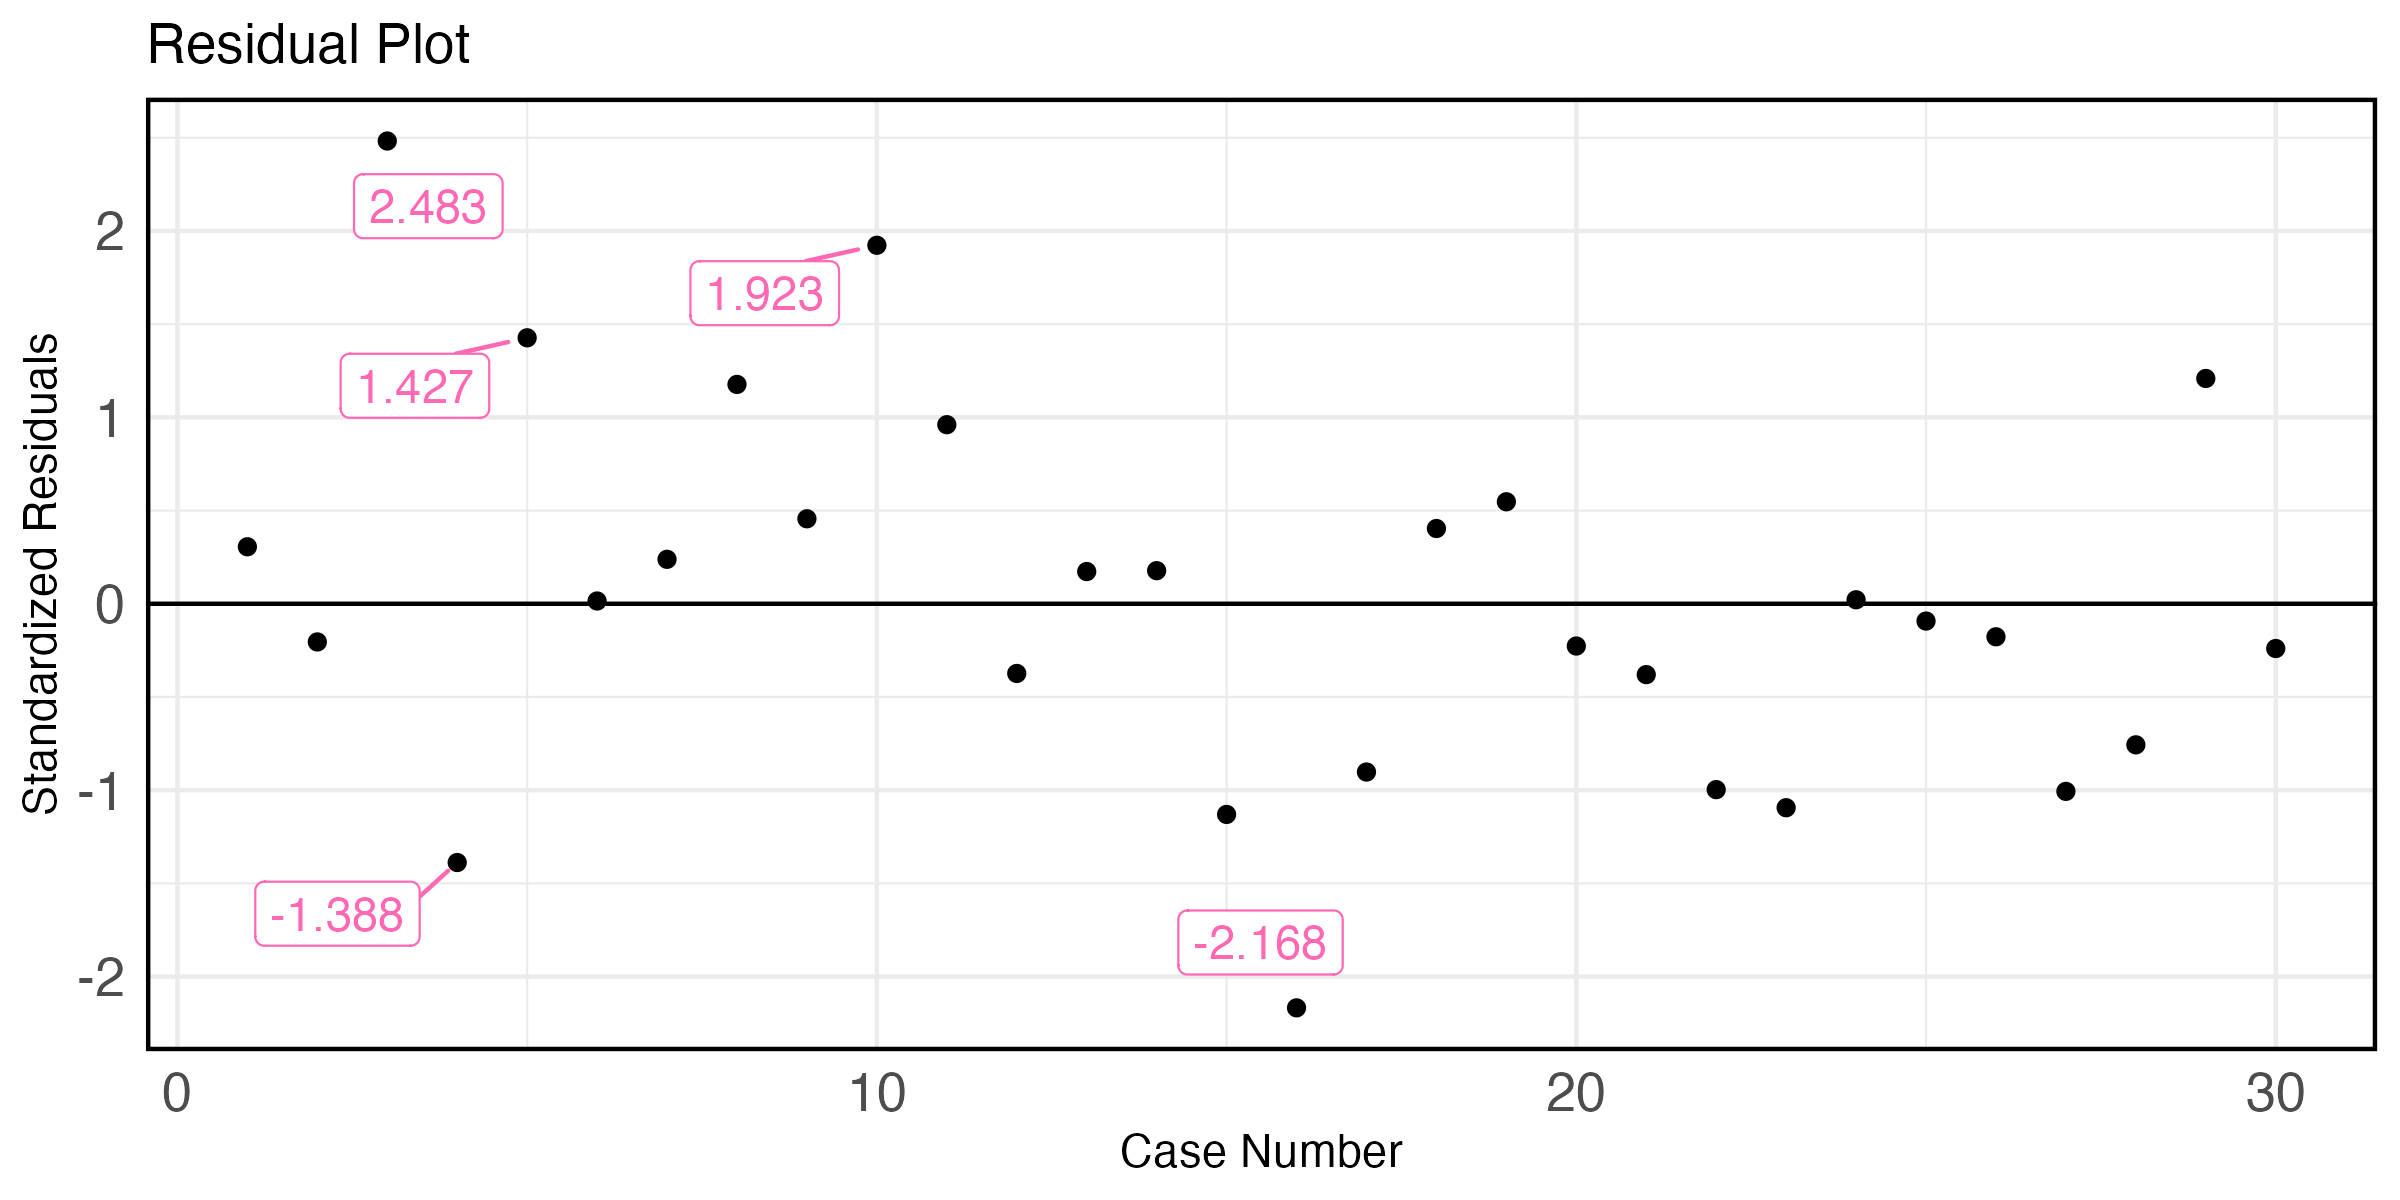 Residual Plot
2.483
1.923
1.427
-1.388
-2.168
2
1
0
-1
-2
Standardized Residuals
0 10 20 30
Case Number